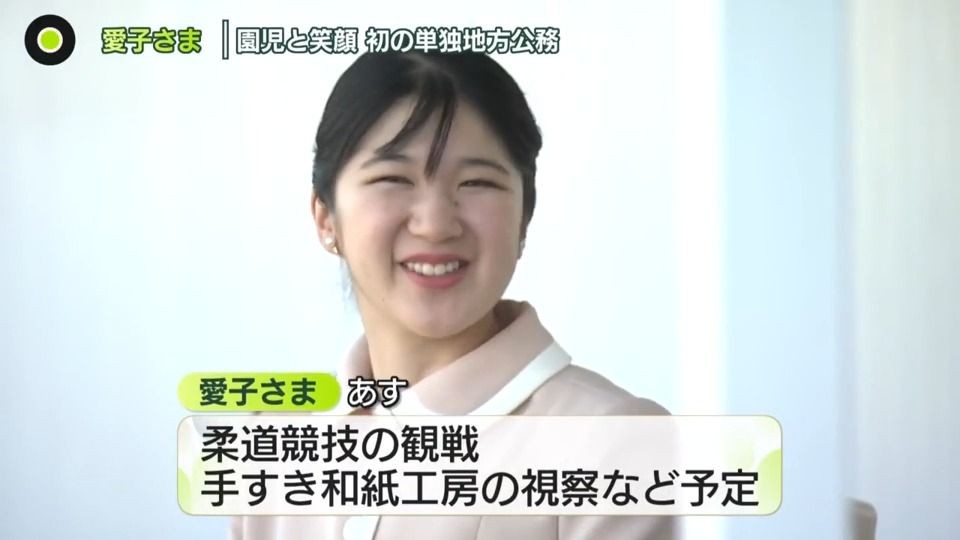 愛子さま 園児と笑顔 初の単独地方公務
愛子さま あす
柔道競技の観戦
手すき和紙工房の視察など予定